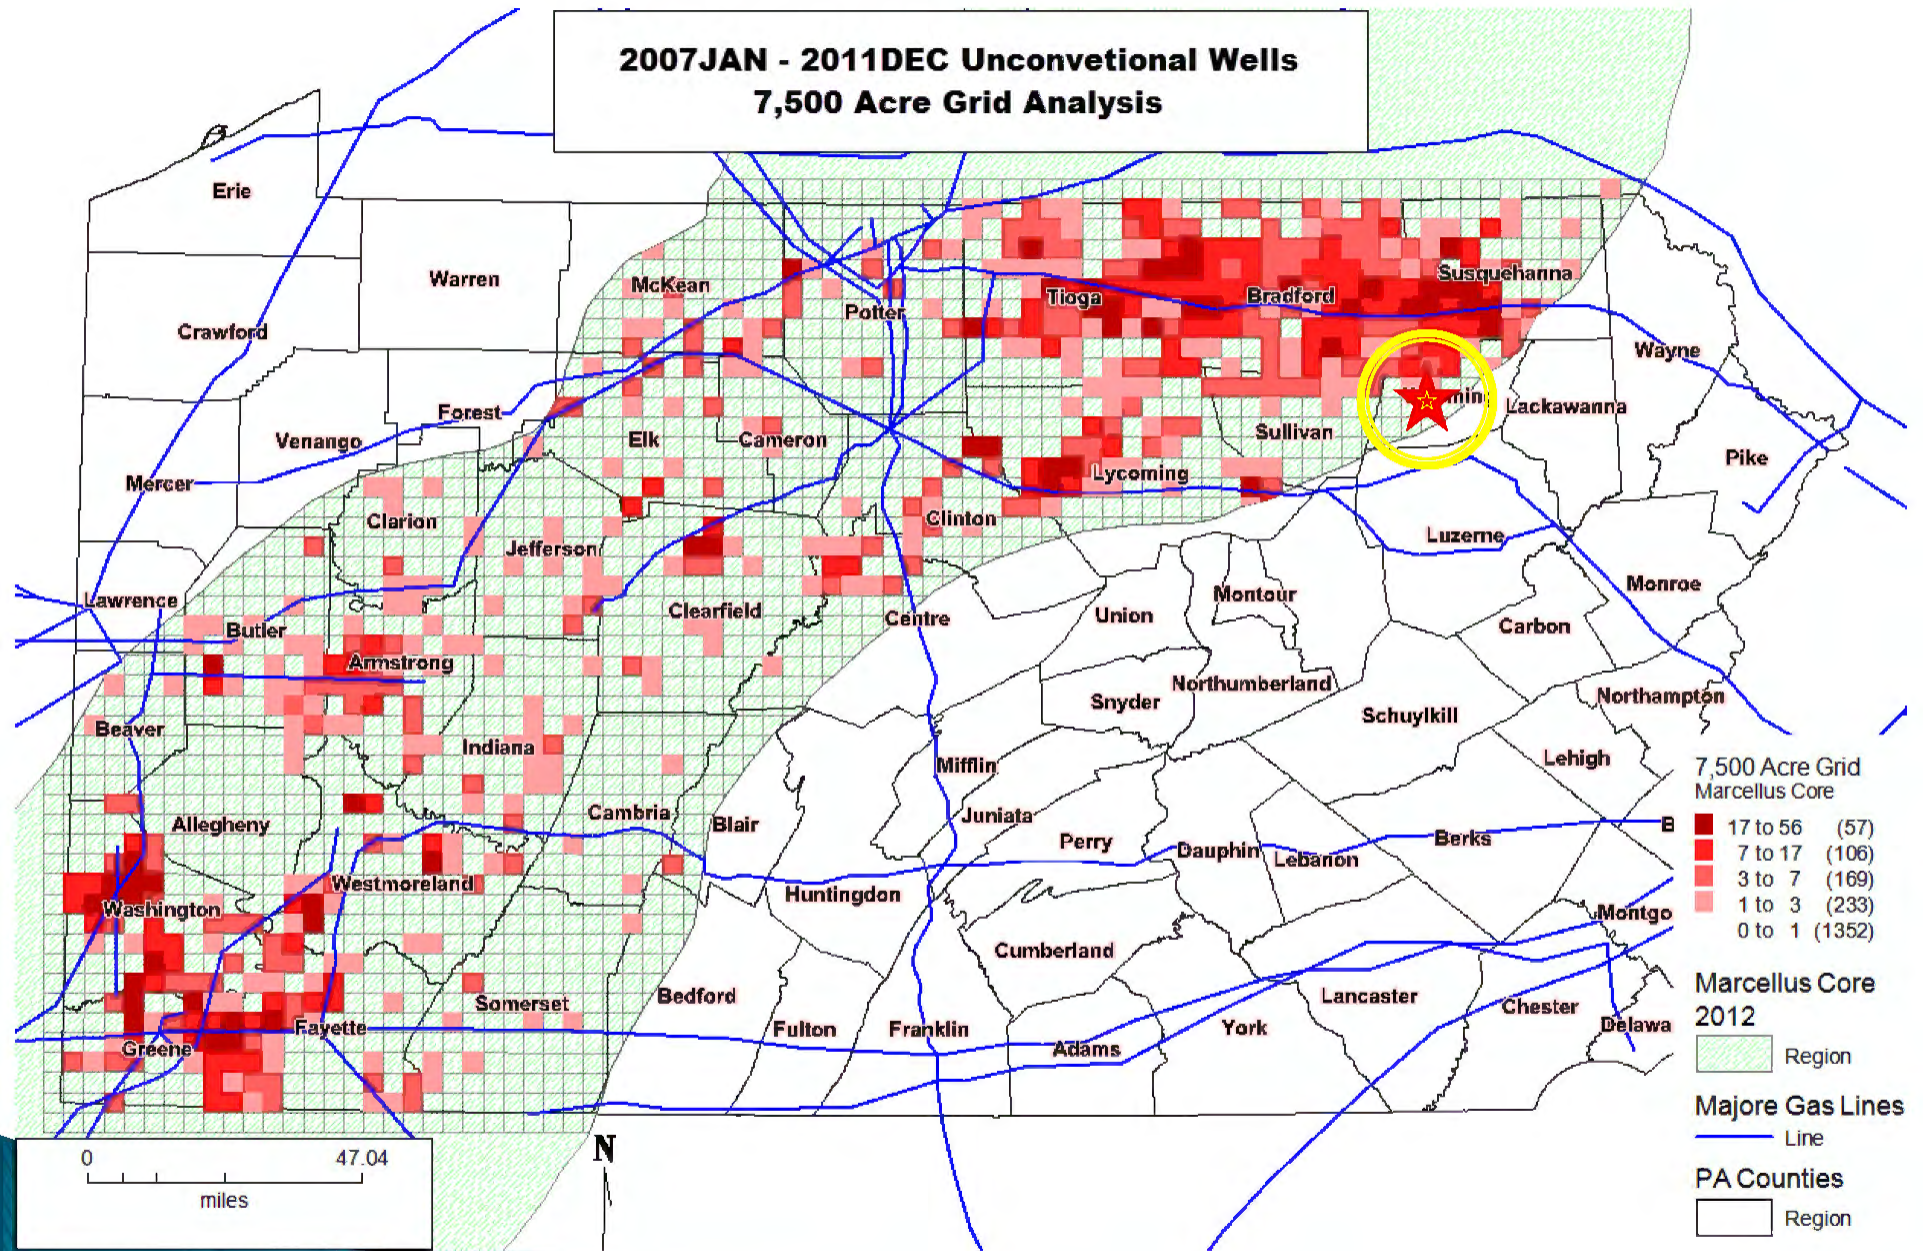 2007JAN - 2011DEC Unconvetional Wells
7,500 Acre Grid Analysis
Erie
Warren
McKean
Potter
Tioga
Bradford
Susquehanna
Crawford
Wayne
Forest
Venango
Elk
Cameron
Sullivan
Lackawanna
Mercer
Lycoming
Pike
Clarion
Jefferson
Clinton
Luzerne
Lawrence
Butler
Clearfield
Centre
Union
Montour
Monroe
Carbon
Armstrong
Snyder
Northumberland
Northampton
Beaver
Indiana
Schuylkill
Mifflin
Lehigh
Allegheny
Cambria
Blair
Juniata
Perry
Dauphin
Lebanon
Berks
B
Westmoreland
Huntingdon
Washington
Montgo
Cumberland
Somerset
Bedford
Lancaster
Chester
Fayette
Fulton
Franklin
York
Delawa
Greene
Adams
7,500 Acre Grid
Marcellus Core
17 to 56 (57)
7 to 17 (106)
3 to 7 (169)
1 to 3 (233)
0 to 1 (1352)
Marcellus Core
2012
Region
Majore Gas Lines
Line
PA Counties
Region
0 47.04
miles
N